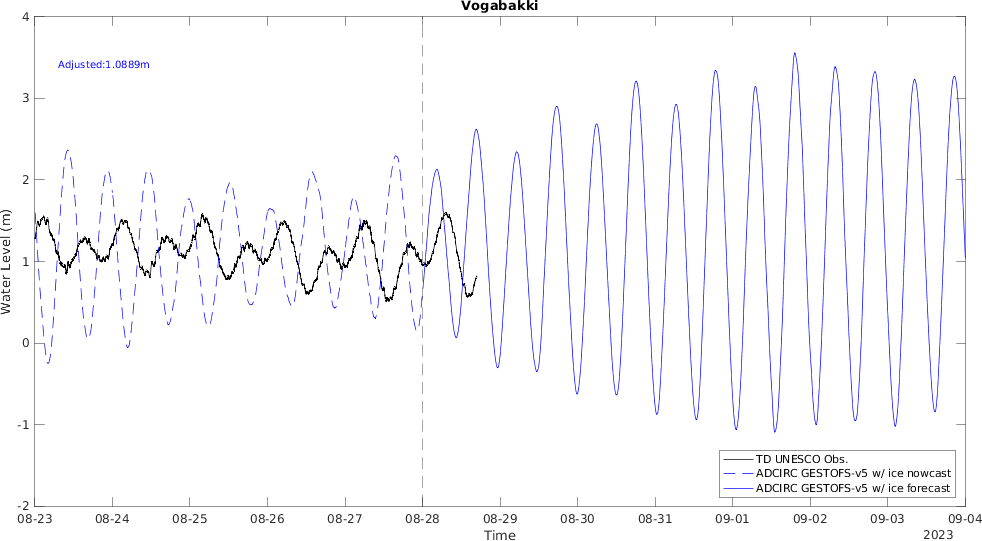 Vogabakki
4
Adjusted:1.0889m
3
2
1
0
-1
-2
Water Level (m)
TD UNESCO Obs.
ADCIRC GESTOFS-v5 w/ ice nowcast
ADCIRC GESTOFS-v5 w/ ice forecast
08-23 08-24 08-25 08-26 08-27 08-28 08-29 08-30 08-31 09-01 09-02 09-03 09-04
Time 2023